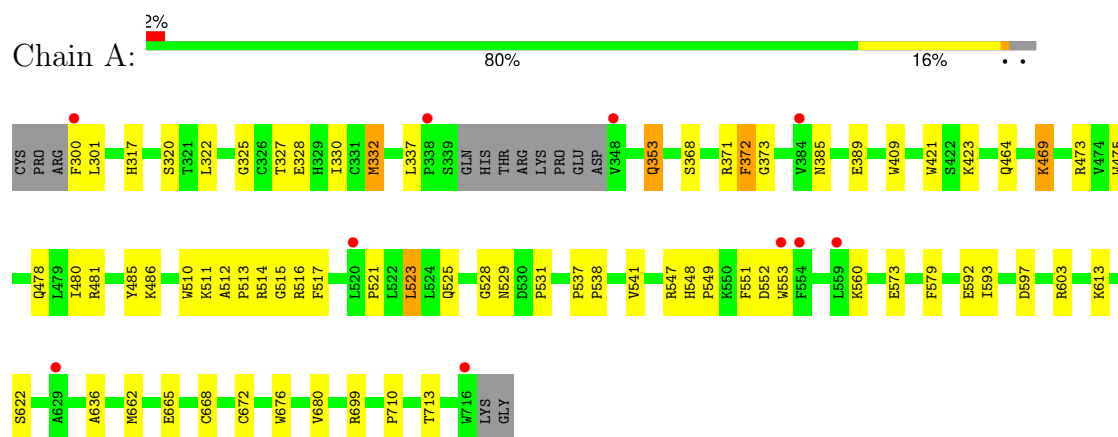 2%
Chain A:
80% 16% • •
CYS PRO ARG F300 L301 H317 S320 T321 L322 G325 C326 T327 E328 H329 I330 C331 M332 L337 P338 S339 GLN HIS THR ARG LYS PRO GLU ASP V348 Q353 S368 R371 F372 G373 V384 N385 E389 W409 W421 S422 K423 Q464 K469 R473 V474 W475
Q478 L479 I480 R481 Y485 K486 W510 K511 A512 P513 R514 G515 R516 F517 L520 P521 L522 L523 L524 Q525 G528 N529 D530 P531 P537 P538 V541 R547 H548 P549 K550 F551 D552 W553 F554 L559 K560 E573 F579 E592 I593 D597 R603 K613
S622 A629 A636 M662 E665 C668 C672 W676 V680 R699 P710 T713 W716 LYS GLY